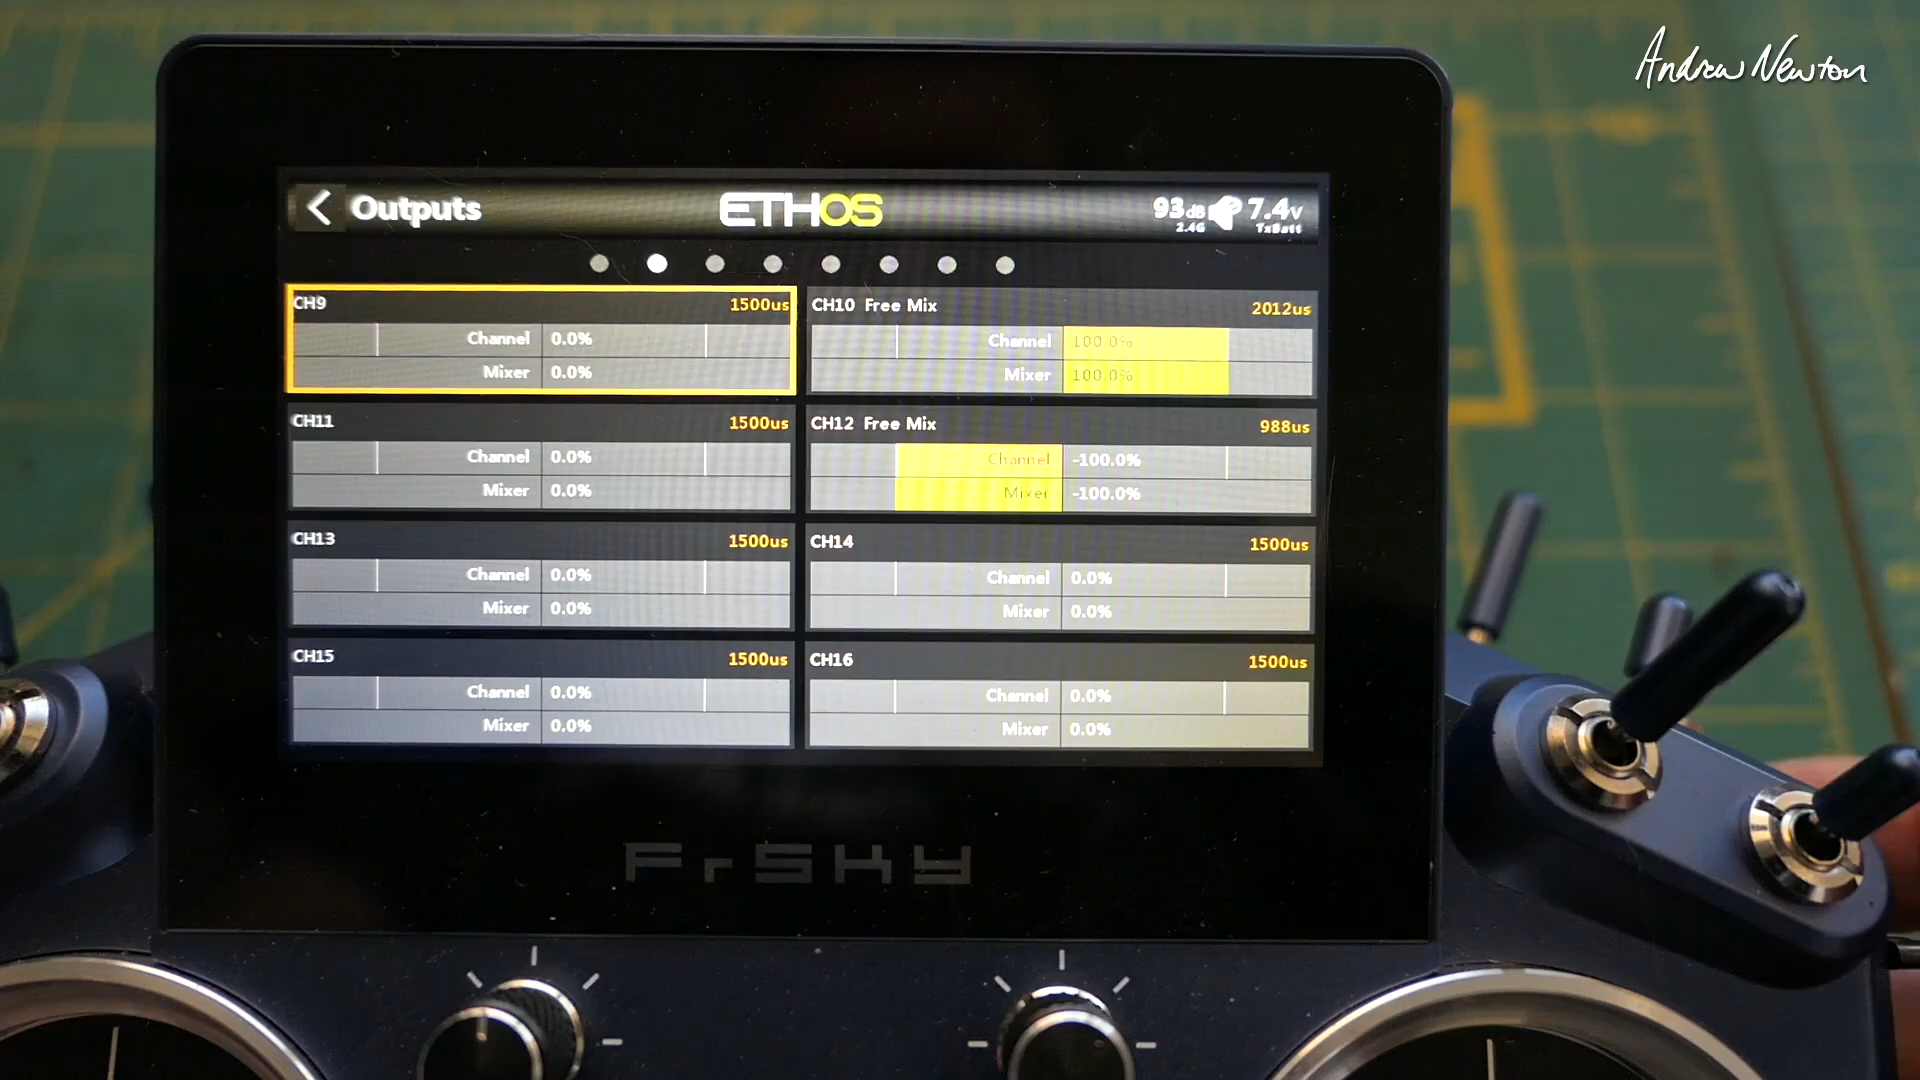 Andrew Newton
Outputs
ETHOS
93dB
2.4G
7.4V
TxBatt
CH9
1500us
Channel 0.0%
Mixer 0.0%
CH10 Free Mix
2012us
Channel 100.0%
Mixer 100.0%
CH11
1500us
Channel 0.0%
Mixer 0.0%
CH12 Free Mix
988us
Channel -100.0%
Mixer -100.0%
CH13
1500us
Channel 0.0%
Mixer 0.0%
CH14
1500us
Channel 0.0%
Mixer 0.0%
CH15
1500us
Channel 0.0%
Mixer 0.0%
CH16
1500us
Channel 0.0%
Mixer 0.0%
FrSKY